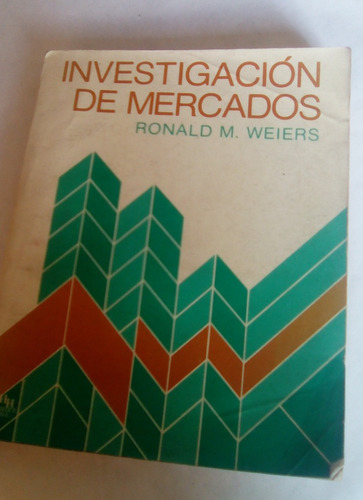 INVESTIGACIÓN
DE MERCADOS
RONALD M. WEIERS